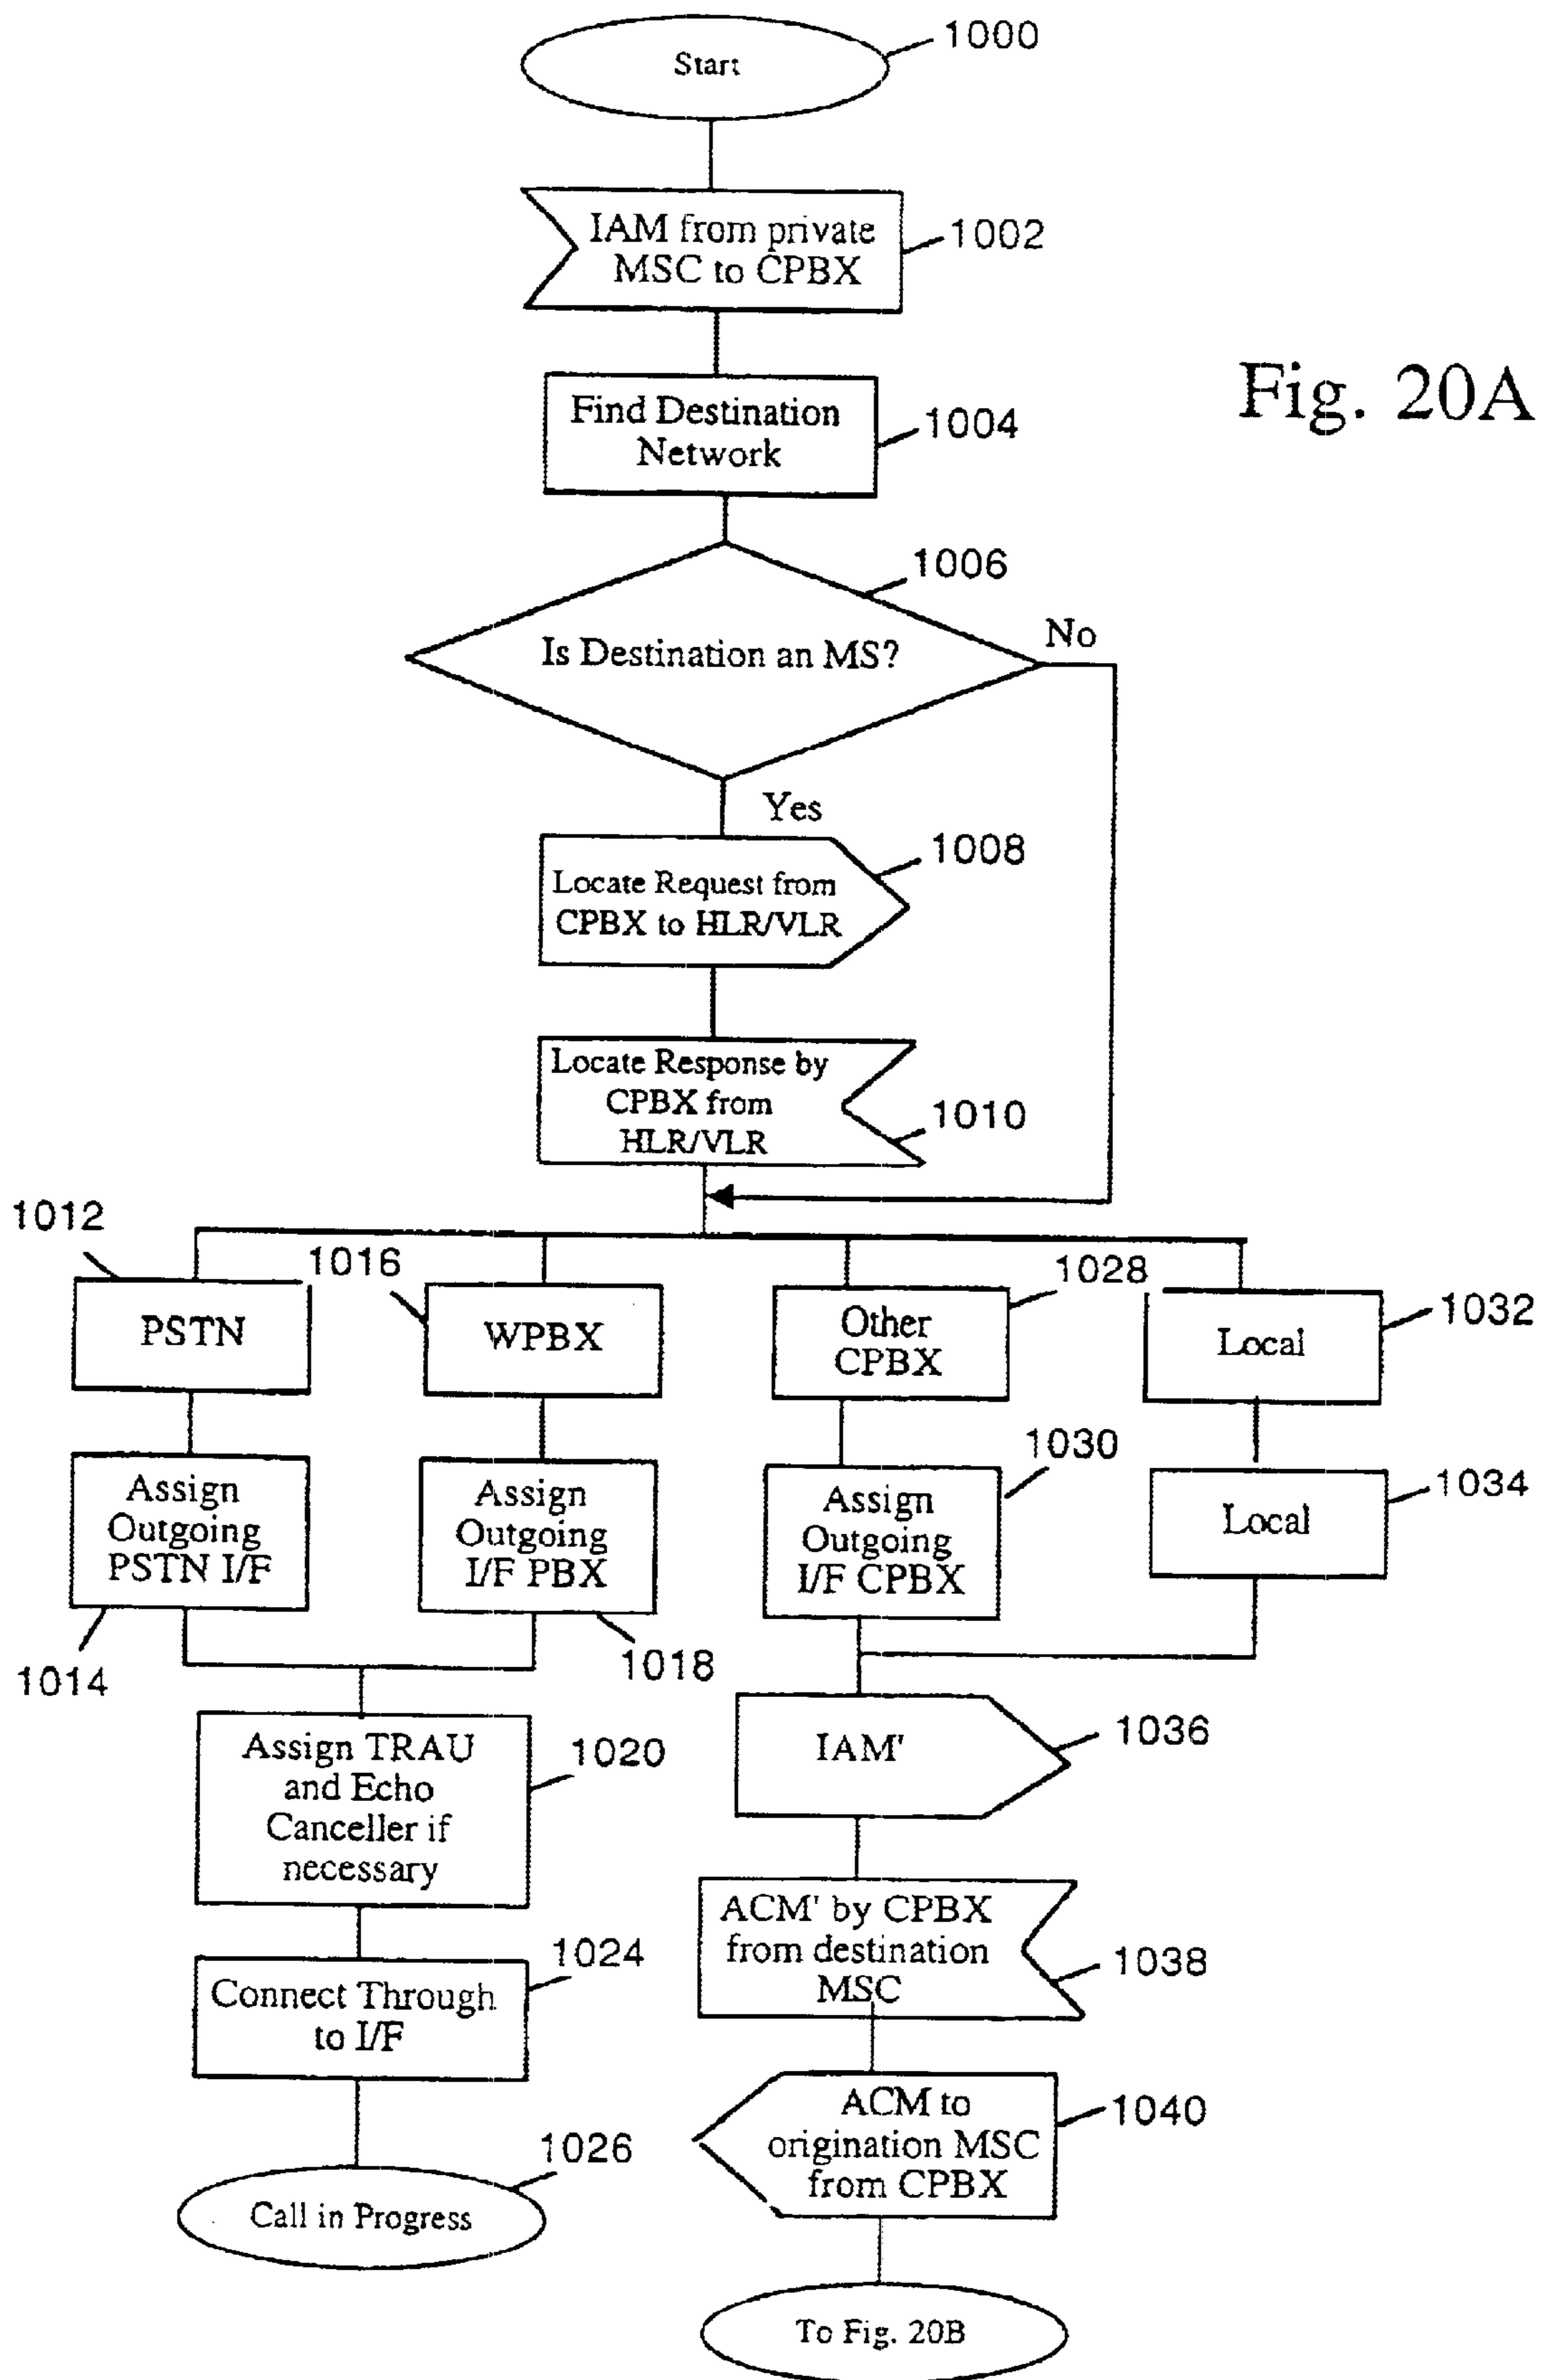 Start
1000
IAM from private
MSC to CPBX
1002
Fig. 20A
Find Destination
Network
1004
1006
Is Destination an MS?
No
Yes
1008
Locate Request from
CPBX to HLR/VLR
Locate Response by
CPBX from
HLR/VLR
1010
1012
PSTN
1016
WPBX
1028
Other
CPBX
1032
Local
Assign
Outgoing
PSTN I/F
1014
Assign
Outgoing
I/F PBX
1018
1030
Assign
Outgoing
I/F CPBX
1034
Local
Assign TRAU
and Echo
Canceller if
necessary
1020
IAM'
1036
Connect Through
to I/F
1024
ACM' by CPBX
from destination
MSC
1038
Call in Progress
1026
ACM to
origination MSC
from CPBX
1040
To Fig. 20B